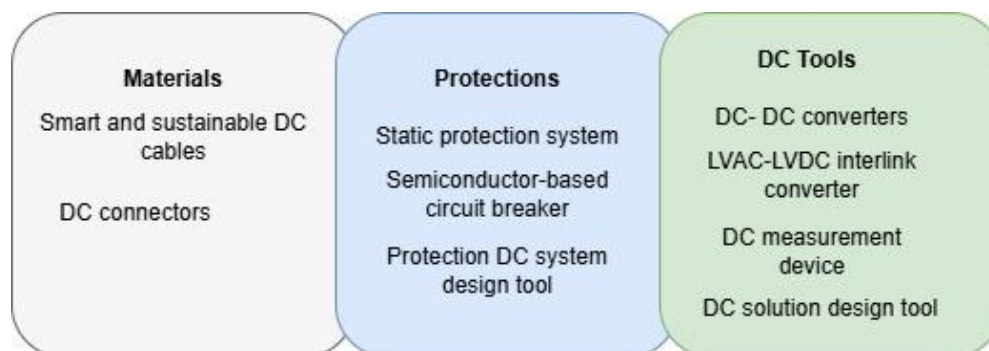 Materials
Smart and sustainable DC
cables
DC connectors
Protections
Static protection system
Semiconductor-based
circuit breaker
Protection DC system
design tool
DC Tools
DC- DC converters
LVAC-LVDC interlink
converter
DC measurement
device
DC solution design tool